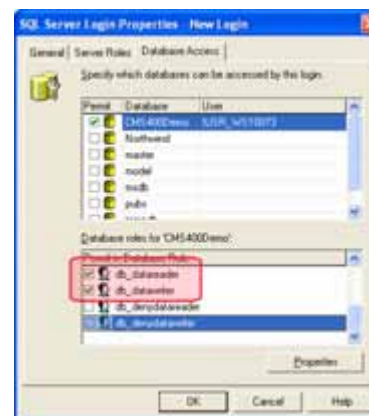 SQL Server Login Properties - New Login
General Server Roles Database Access
Specify which databases can be accessed by this login.
Permit Database User
CMS400Demo IUSR_WS10073
Northwind
master
model
msdb
pubs
Database roles for 'CMS400Demo':
Permit in Database Role
db_datareader
db_datawriter
db_denydatareader
db_denydatawriter
Properties
OK Cancel Help